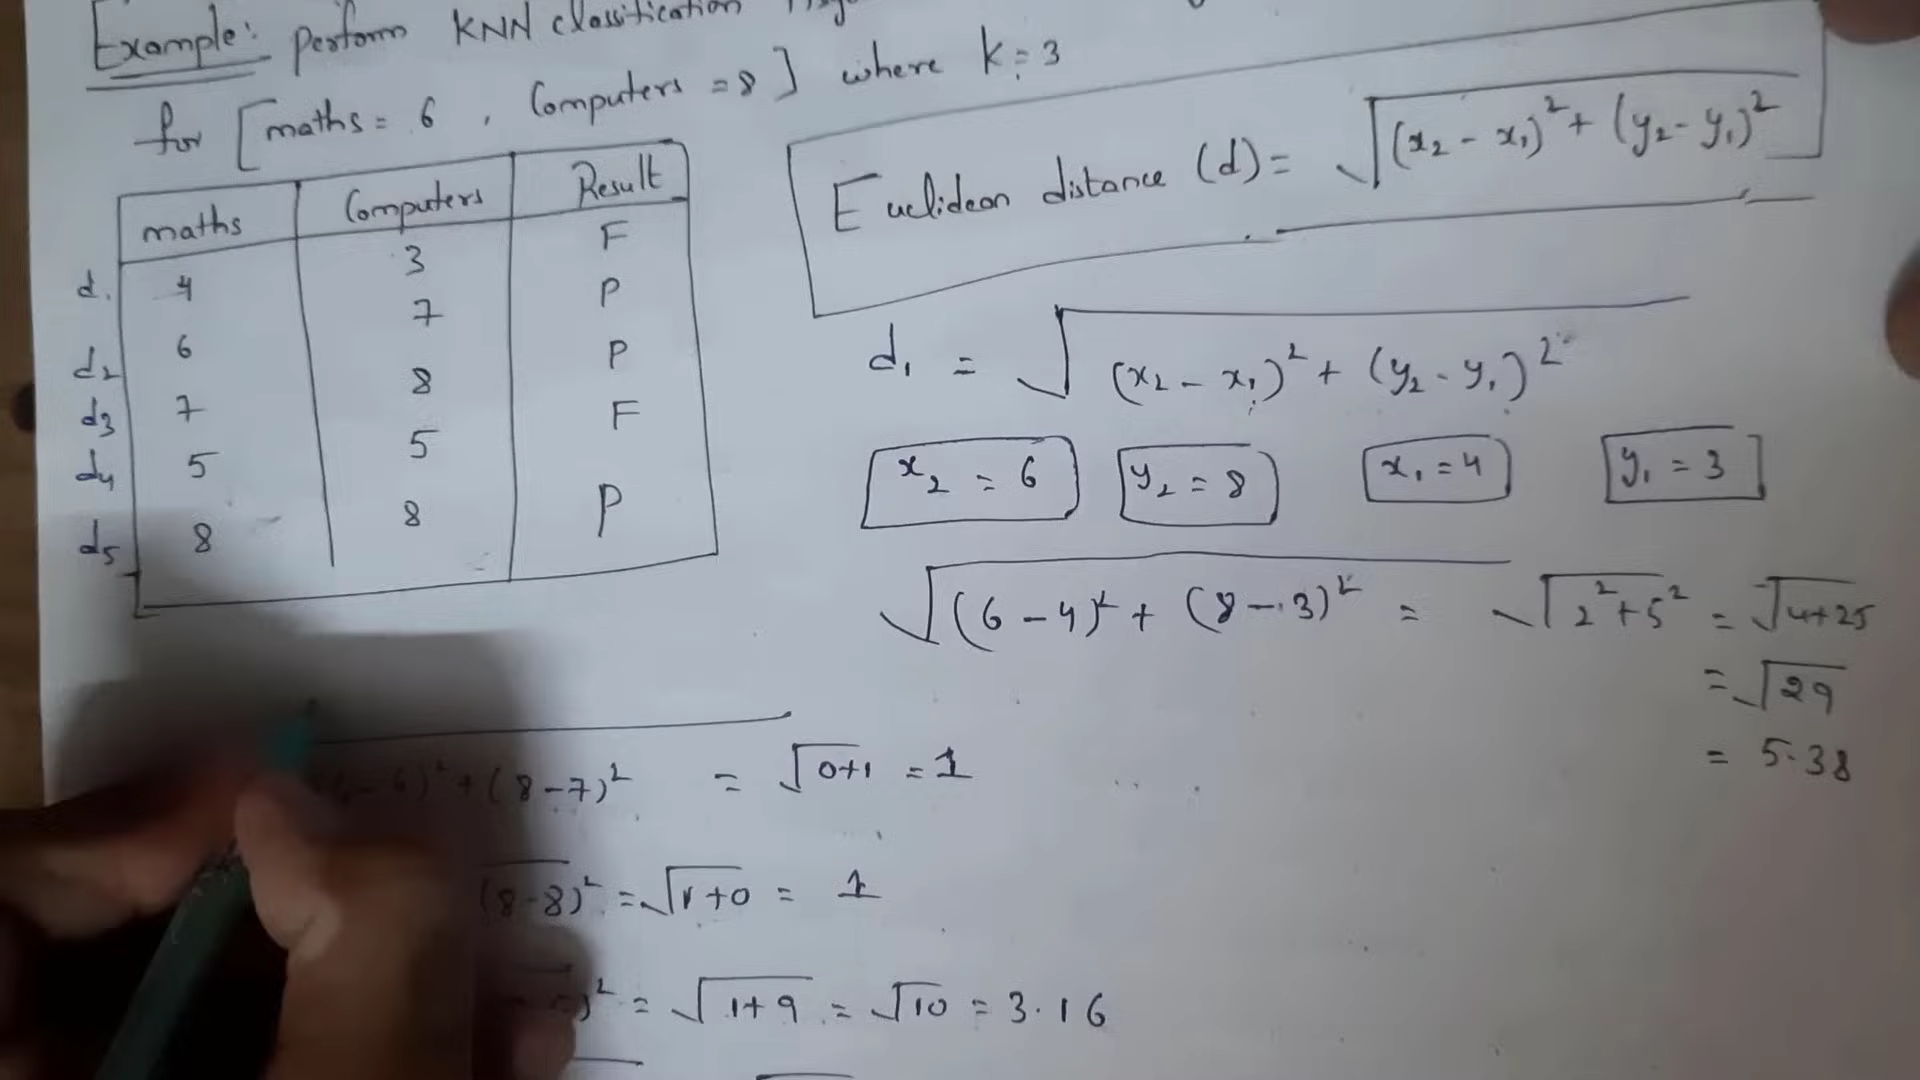 Example: perform KNN classification
for [maths = 6 , Computers = 8] where k = 3
maths Computers Result
d1 4 3 F
d2 6 7 P
d3 7 8 P
d4 5 5 F
d5 8 8 P
Euclidean distance (d) = √(x₂ - x₁)² + (y₂ - y₁)²
d₁ = √(x₂ - x₁)² + (y₂ - y₁)²
x₂ = 6 y₂ = 8 x₁ = 4 y₁ = 3
√(6 - 4)² + (8 - 3)² = √2² + 5² = √4+25
= √29
= 5.38
- 6)² + (8 - 7)² = √0+1 = 1
(8-8)² = √1+0 = 1
)² = √1+9 = √10 = 3.16